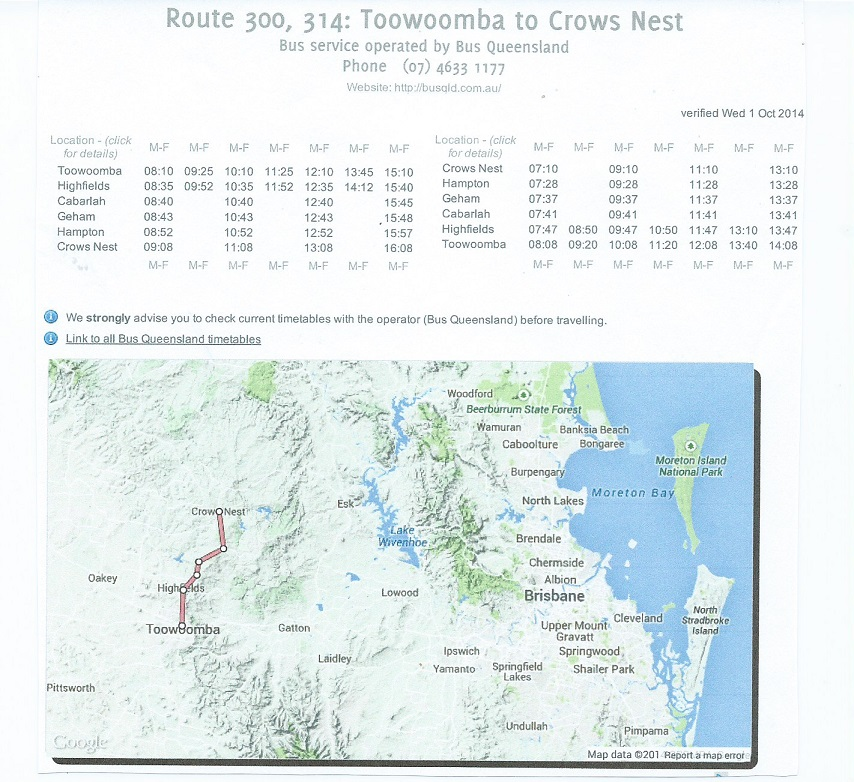 Route 300, 314: Toowoomba to Crows Nest
Bus service operated by Bus Queensland
Phone (07) 4633 1177
Website: http://busqld.com.au/
verified Wed 1 Oct 2014
Location - (click for details) M-F M-F M-F M-F M-F M-F M-F
Toowoomba 08:10 09:25 10:10 11:25 12:10 13:45 15:10
Highfields 08:35 09:52 10:35 11:52 12:35 14:12 15:40
Cabarlah 08:40 10:40 12:40 15:45
Geham 08:43 10:43 12:43 15:48
Hampton 08:52 10:52 12:52 15:57
Crows Nest 09:08 11:08 13:08 16:08
M-F M-F M-F M-F M-F M-F M-F
Location - (click for details) M-F M-F M-F M-F M-F M-F M-F
Crows Nest 07:10 09:10 11:10 13:10
Hampton 07:28 09:28 11:28 13:28
Geham 07:37 09:37 11:37 13:37
Cabarlah 07:41 09:41 11:41 13:41
Highfields 07:47 08:50 09:47 10:50 11:47 13:10 13:47
Toowoomba 08:08 09:20 10:08 11:20 12:08 13:40 14:08
M-F M-F M-F M-F M-F M-F M-F
We strongly advise you to check current timetables with the operator (Bus Queensland) before travelling.
Link to all Bus Queensland timetables
Woodford
Beerburrum State Forest
Wamuran
Banksia Beach
Caboolture
Bongaree
Moreton Island
National Park
Burpengary
Moreton Bay
Esk
North Lakes
Crows Nest
Lake
Wivenhoe
Brendale
Chermside
Oakey
Albion
Highfields
Lowood
Brisbane
North
Stradbroke
Island
Cleveland
Toowoomba
Gatton
Upper Mount
Gravatt
Laidley
Ipswich
Springwood
Yamanto
Springfield
Lakes
Shailer Park
Pittsworth
Undullah
Pimpama
Google
Map data ©201 Report a map error